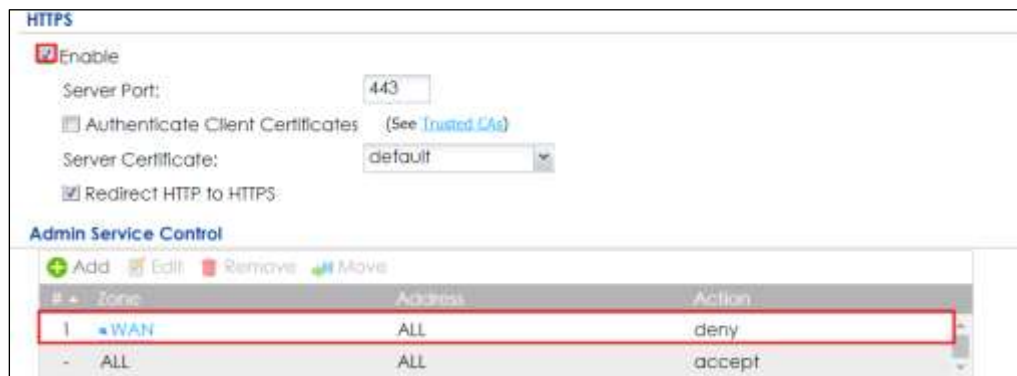 HTTPS
Enable
Server Port: 443
Authenticate Client Certificates (See Trusted CAs)
Server Certificate: default
Redirect HTTP to HTTPS
Admin Service Control
Add Edit Remove Move
# Zone Address Action
1 WAN ALL deny
- ALL ALL accept